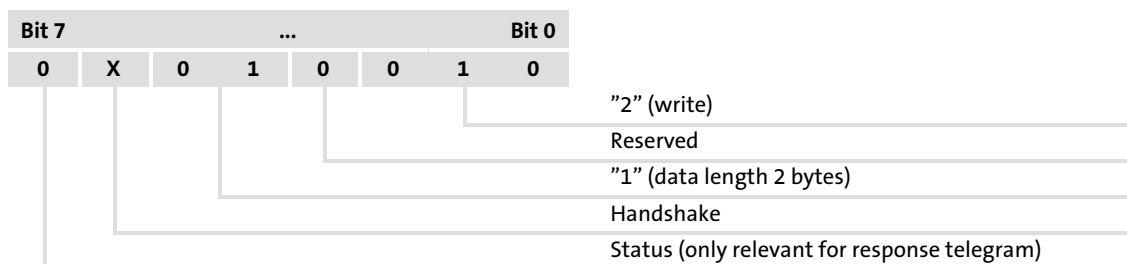 Bit 7 ... Bit 0
0 X 0 1 0 0 1 0
”2” (write)
Reserved
”1” (data length 2 bytes)
Handshake
Status (only relevant for response telegram)